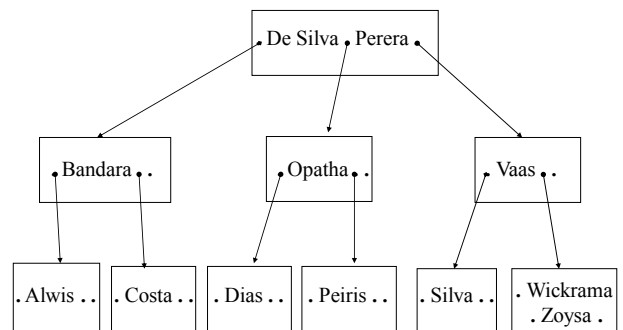 De Silva Perera
Bandara .
Opatha .
. Vaas .
. Alwis . .
. Costa . .
. Dias . .
. Peiris . .
. Silva . .
. Wickrama
. Zoysa .